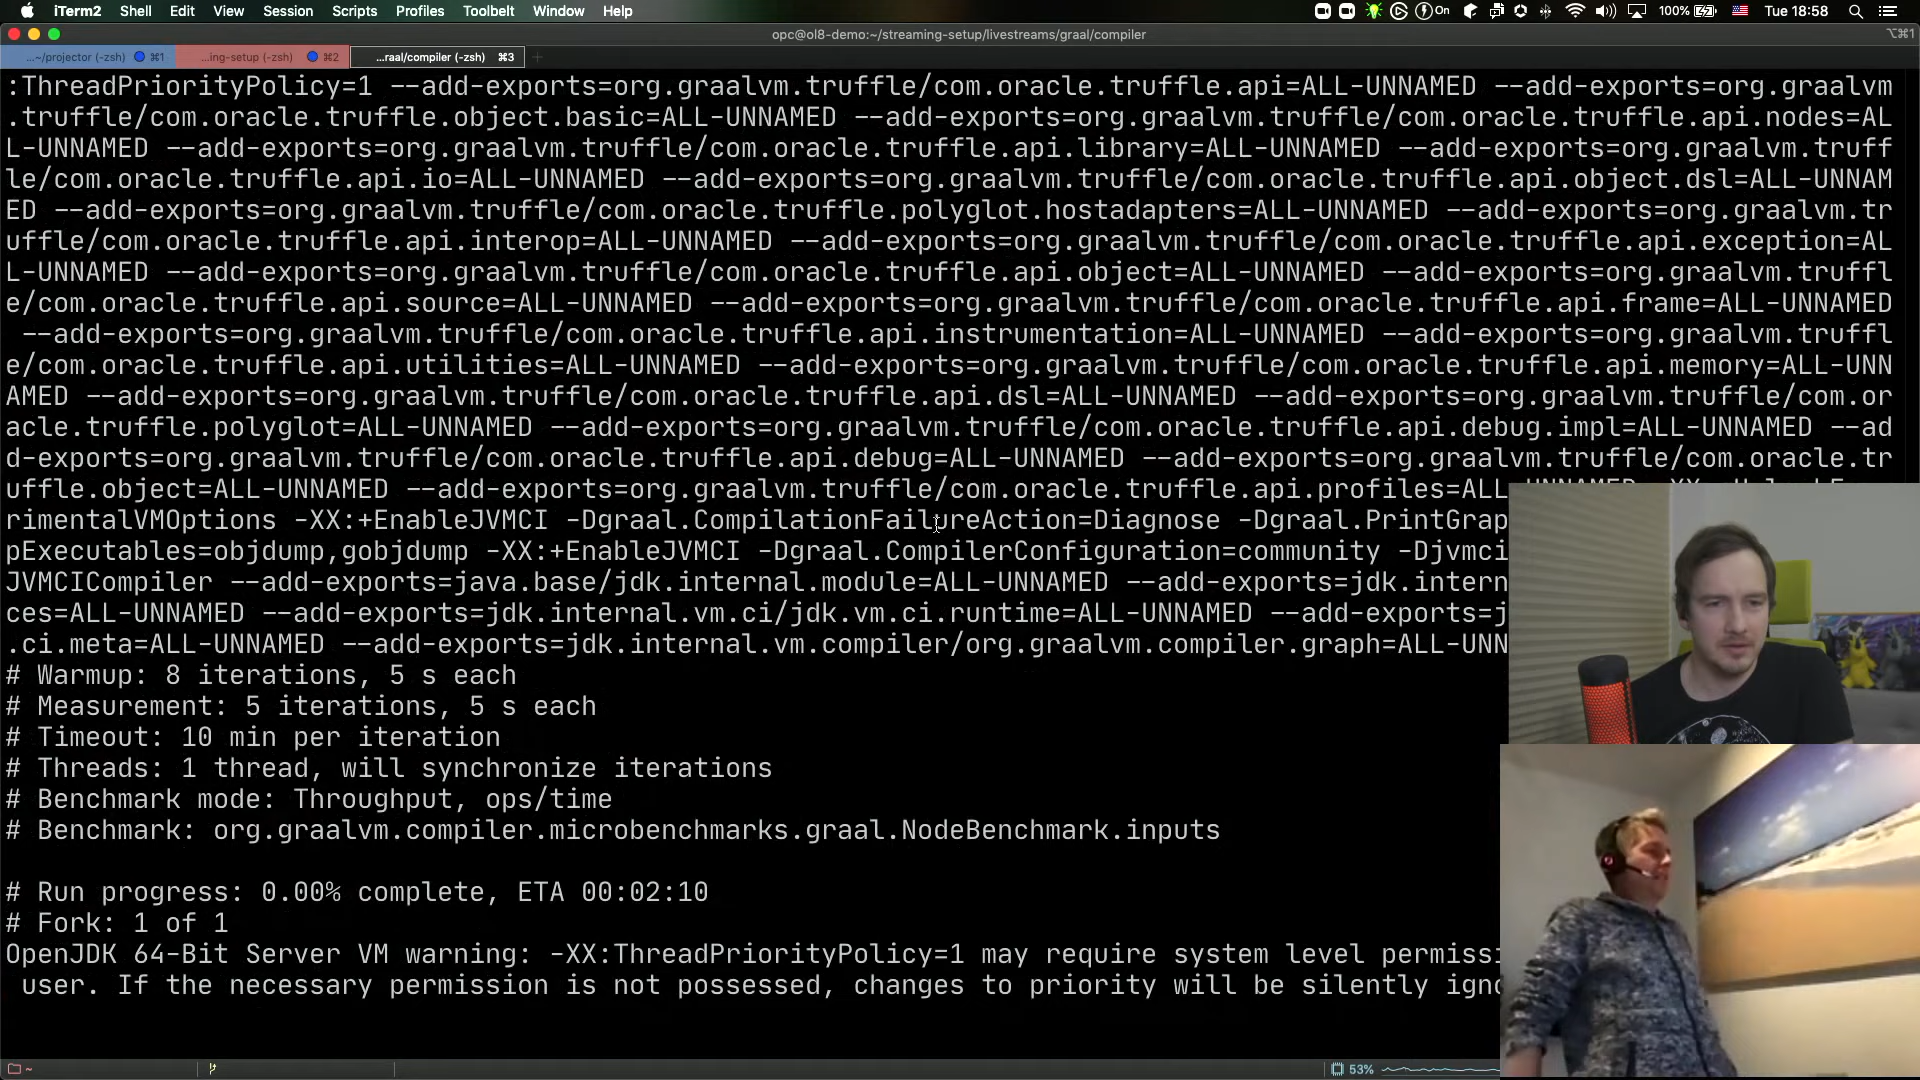 iTerm2 Shell Edit View Session Scripts Profiles Toolbelt Window Help On 100% Tue 18:58
opc@ol8-demo:~/streaming-setup/livestreams/graal/compiler ⌥⌘1
...~/projector (-zsh) ⌘1 ...ing-setup (-zsh) ⌘2 ...raal/compiler (-zsh) ⌘3 +
:ThreadPriorityPolicy=1 --add-exports=org.graalvm.truffle/com.oracle.truffle.api=ALL-UNNAMED --add-exports=org.graalvm
.truffle/com.oracle.truffle.object.basic=ALL-UNNAMED --add-exports=org.graalvm.truffle/com.oracle.truffle.api.nodes=AL
L-UNNAMED --add-exports=org.graalvm.truffle/com.oracle.truffle.api.library=ALL-UNNAMED --add-exports=org.graalvm.truff
le/com.oracle.truffle.api.io=ALL-UNNAMED --add-exports=org.graalvm.truffle/com.oracle.truffle.api.object.dsl=ALL-UNNAM
ED --add-exports=org.graalvm.truffle/com.oracle.truffle.polyglot.hostadapters=ALL-UNNAMED --add-exports=org.graalvm.tr
uffle/com.oracle.truffle.api.interop=ALL-UNNAMED --add-exports=org.graalvm.truffle/com.oracle.truffle.api.exception=AL
L-UNNAMED --add-exports=org.graalvm.truffle/com.oracle.truffle.api.object=ALL-UNNAMED --add-exports=org.graalvm.truffl
e/com.oracle.truffle.api.source=ALL-UNNAMED --add-exports=org.graalvm.truffle/com.oracle.truffle.api.frame=ALL-UNNAMED
--add-exports=org.graalvm.truffle/com.oracle.truffle.api.instrumentation=ALL-UNNAMED --add-exports=org.graalvm.truffl
e/com.oracle.truffle.api.utilities=ALL-UNNAMED --add-exports=org.graalvm.truffle/com.oracle.truffle.api.memory=ALL-UNN
AMED --add-exports=org.graalvm.truffle/com.oracle.truffle.api.dsl=ALL-UNNAMED --add-exports=org.graalvm.truffle/com.or
acle.truffle.polyglot=ALL-UNNAMED --add-exports=org.graalvm.truffle/com.oracle.truffle.api.debug.impl=ALL-UNNAMED --ad
d-exports=org.graalvm.truffle/com.oracle.truffle.api.debug=ALL-UNNAMED --add-exports=org.graalvm.truffle/com.oracle.tr
uffle.object=ALL-UNNAMED --add-exports=org.graalvm.truffle/com.oracle.truffle.api.profiles=ALL
rimentalVMOptions -XX:+EnableJVMCI -Dgraal.CompilationFailureAction=Diagnose -Dgraal.PrintGrap
pExecutables=objdump,gobjdump -XX:+EnableJVMCI -Dgraal.CompilerConfiguration=community -Djvmci
JVMCICompiler --add-exports=java.base/jdk.internal.module=ALL-UNNAMED --add-exports=jdk.intern
ces=ALL-UNNAMED --add-exports=jdk.internal.vm.ci/jdk.vm.ci.runtime=ALL-UNNAMED --add-exports=j
.ci.meta=ALL-UNNAMED --add-exports=jdk.internal.vm.compiler/org.graalvm.compiler.graph=ALL-UNN
# Warmup: 8 iterations, 5 s each
# Measurement: 5 iterations, 5 s each
# Timeout: 10 min per iteration
# Threads: 1 thread, will synchronize iterations
# Benchmark mode: Throughput, ops/time
# Benchmark: org.graalvm.compiler.microbenchmarks.graal.NodeBenchmark.inputs
# Run progress: 0.00% complete, ETA 00:02:10
# Fork: 1 of 1
OpenJDK 64-Bit Server VM warning: -XX:ThreadPriorityPolicy=1 may require system level permissi
user. If the necessary permission is not possessed, changes to priority will be silently igno
~ 53%